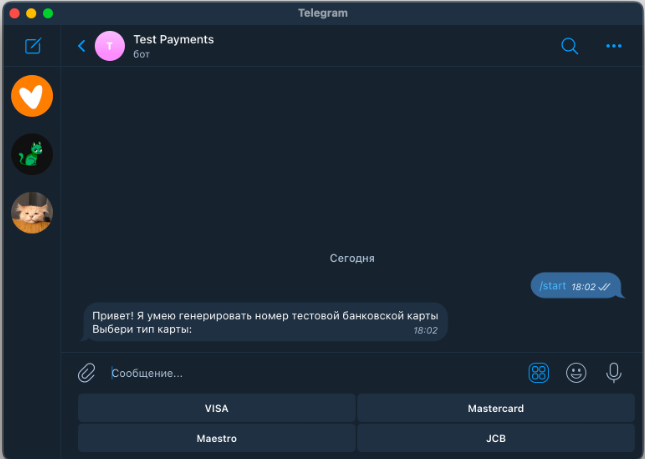 Telegram
T
Test Payments
бот
Сегодня
/start 18:02
Привет! Я умею генерировать номер тестовой банковской карты
Выбери тип карты:
18:02
Сообщение...
VISA
Mastercard
Maestro
JCB